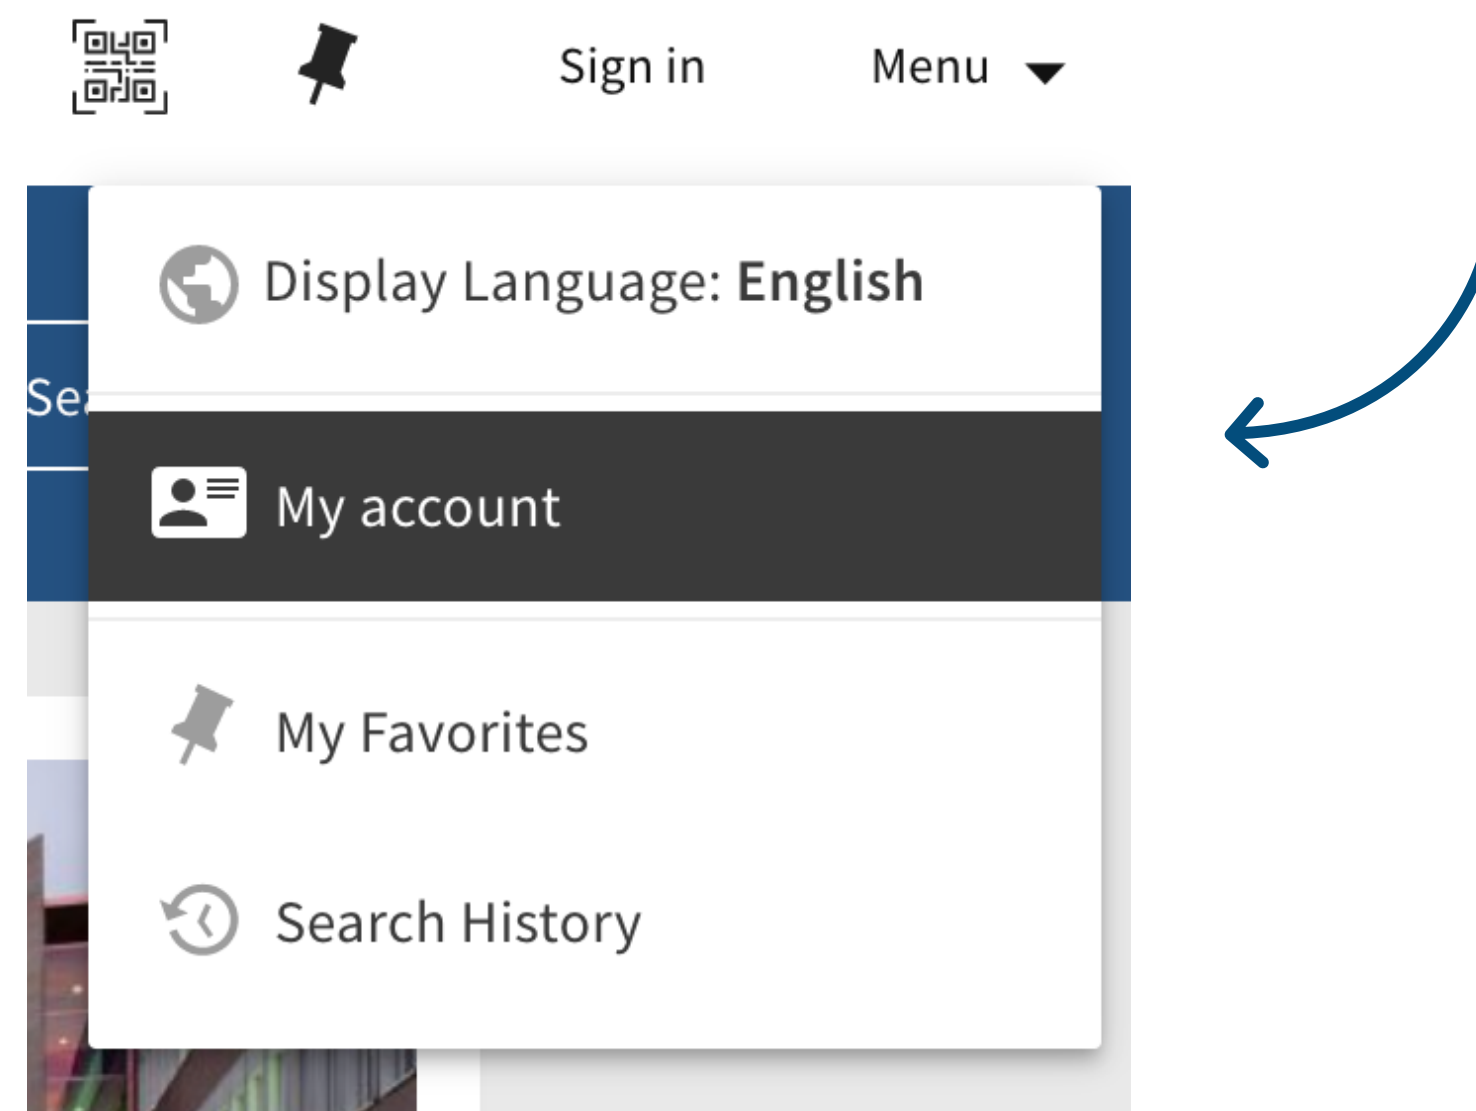 Sign in Menu
Display Language: English
My account
My Favorites
Search History